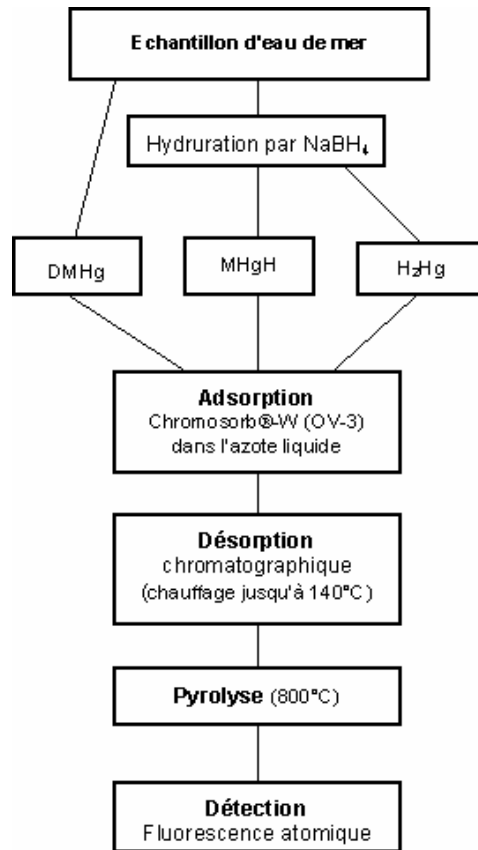 Echantillon d'eau de mer
Hydruration par NaBH₄
DMHg
MHgH
H₂Hg
Adsorption
Chromosorb®-W (OV-3)
dans l'azote liquide
Désorption
chromatographique
(chauffage jusqu'à 140°C)
Pyrolyse (800°C)
Détection
Fluorescence atomique